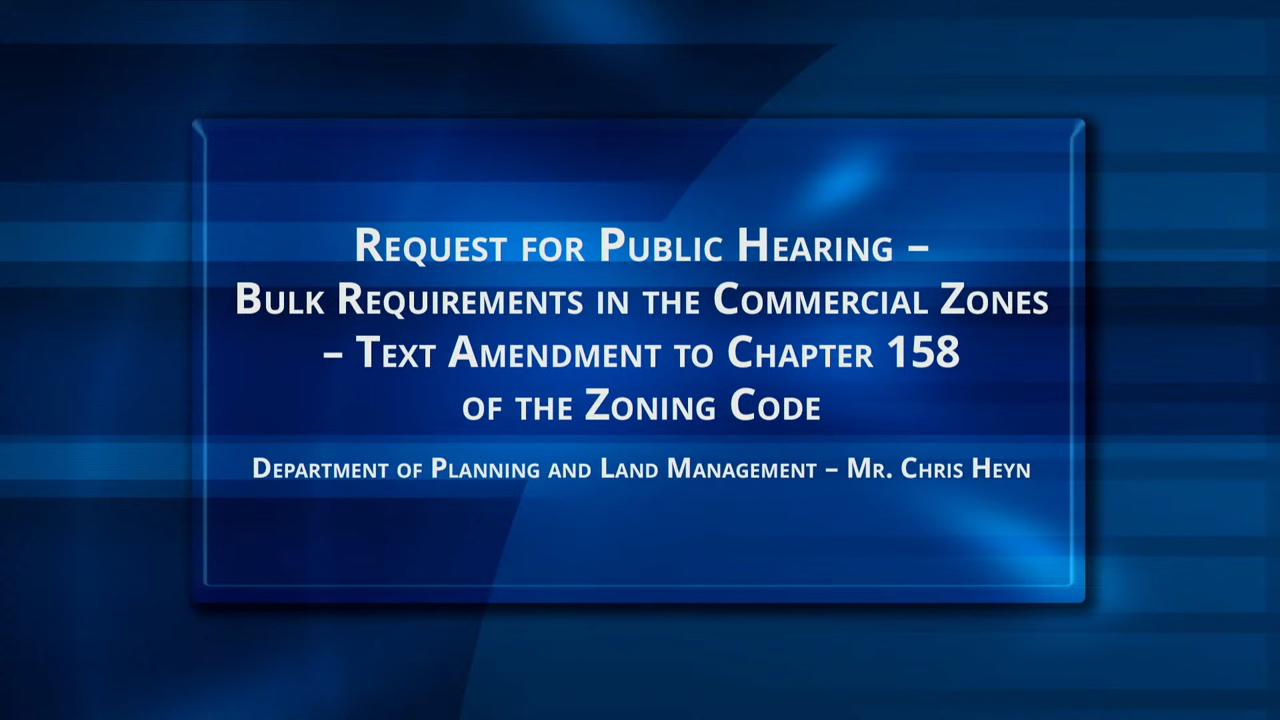 Request for Public Hearing –
Bulk Requirements in the Commercial Zones
– Text Amendment to Chapter 158
of the Zoning Code
Department of Planning and Land Management – Mr. Chris Heyn